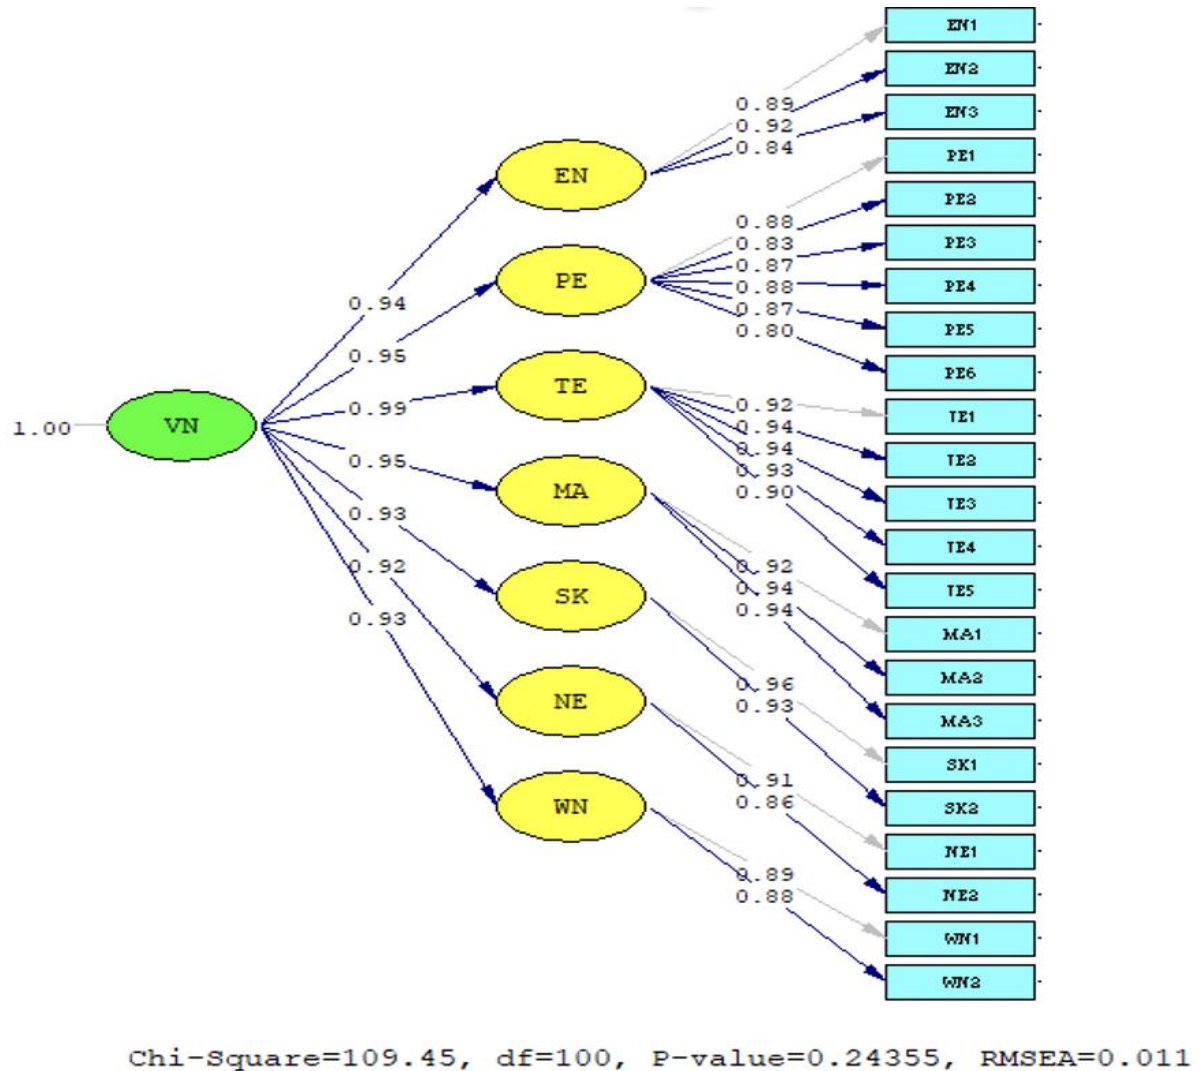 EN1
EN2
EN3
PE1
PE2
PE3
PE4
PE5
PE6
TE1
TE2
TE3
TE4
TE5
MA1
MA2
MA3
SK1
SK2
NE1
NE2
WN1
WN2
0.89
0.92
0.84
0.88
0.83
0.87
0.88
0.87
0.80
0.92
0.94
0.94
0.93
0.90
0.92
0.94
0.94
0.96
0.93
0.91
0.86
0.89
0.88
EN
PE
TE
MA
SK
NE
WN
0.94
0.95
0.99
0.95
0.93
0.92
0.93
1.00
VN
Chi-Square=109.45, df=100, P-value=0.24355, RMSEA=0.011